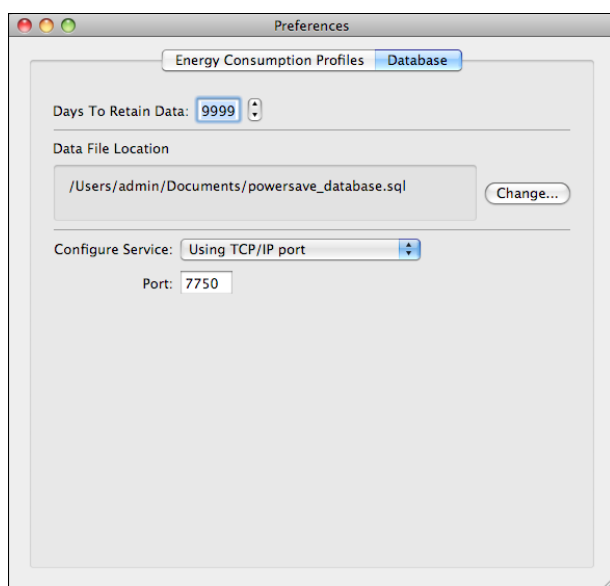 Preferences
Energy Consumption Profiles Database
Days To Retain Data: 9999
Data File Location
/Users/admin/Documents/powersave_database.sql
Change...
Configure Service: Using TCP/IP port
Port: 7750